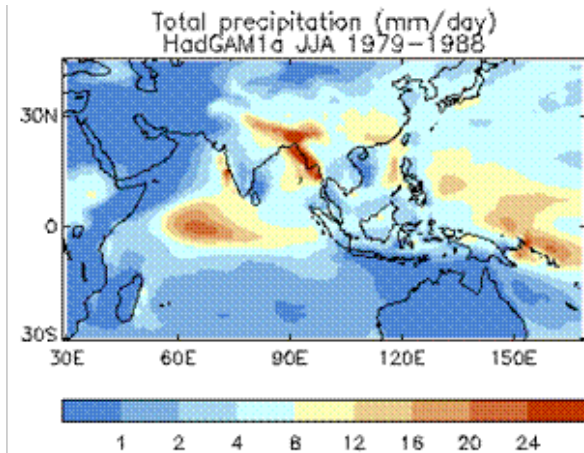 Total precipitation (mm/day)
HadGAM1a JJA 1979-1988
30N
0
30S
30E 60E 90E 120E 150E
1 2 4 8 12 16 20 24